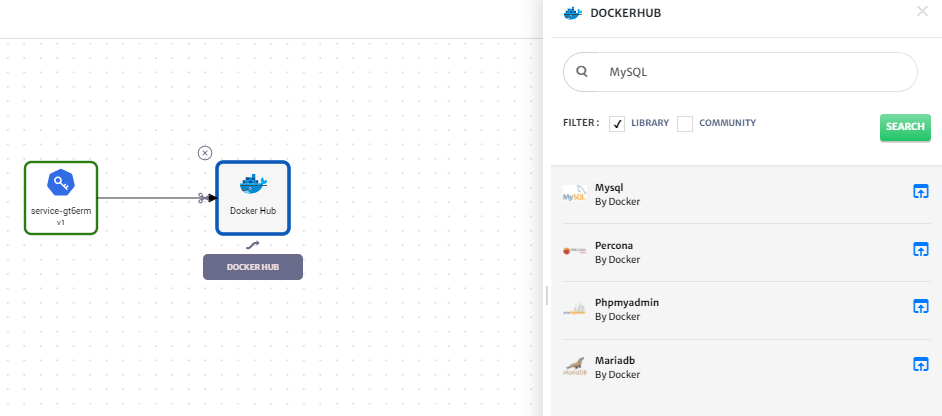 DOCKERHUB
MySQL
FILTER : LIBRARY COMMUNITY
SEARCH
service-gt6erm
v1
Docker Hub
DOCKER HUB
MySQL
Mysql
By Docker
Percona
By Docker
Phpmyadmin
By Docker
MariaDB
Mariadb
By Docker